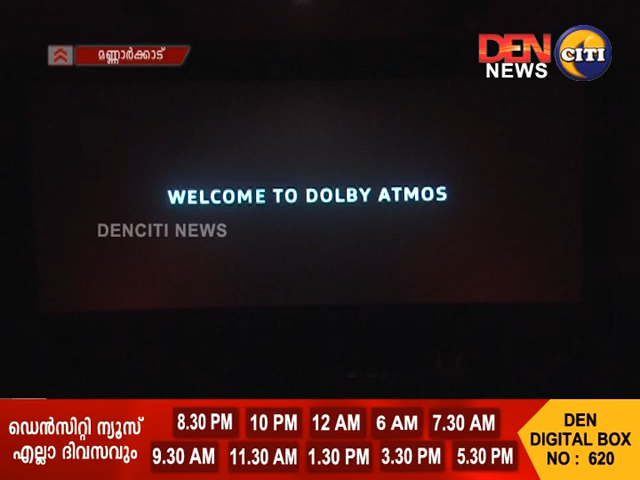 മണ്ണാർക്കാട്
DEN
CITI
NEWS
WELCOME TO DOLBY ATMOS
DENCITI NEWS
ഡെൻസിറ്റി ന്യൂസ്
എല്ലാ ദിവസവും
8.30 PM 10 PM 12 AM 6 AM 7.30 AM
9.30 AM 11.30 AM 1.30 PM 3.30 PM 5.30 PM
DEN
DIGITAL BOX
NO : 620